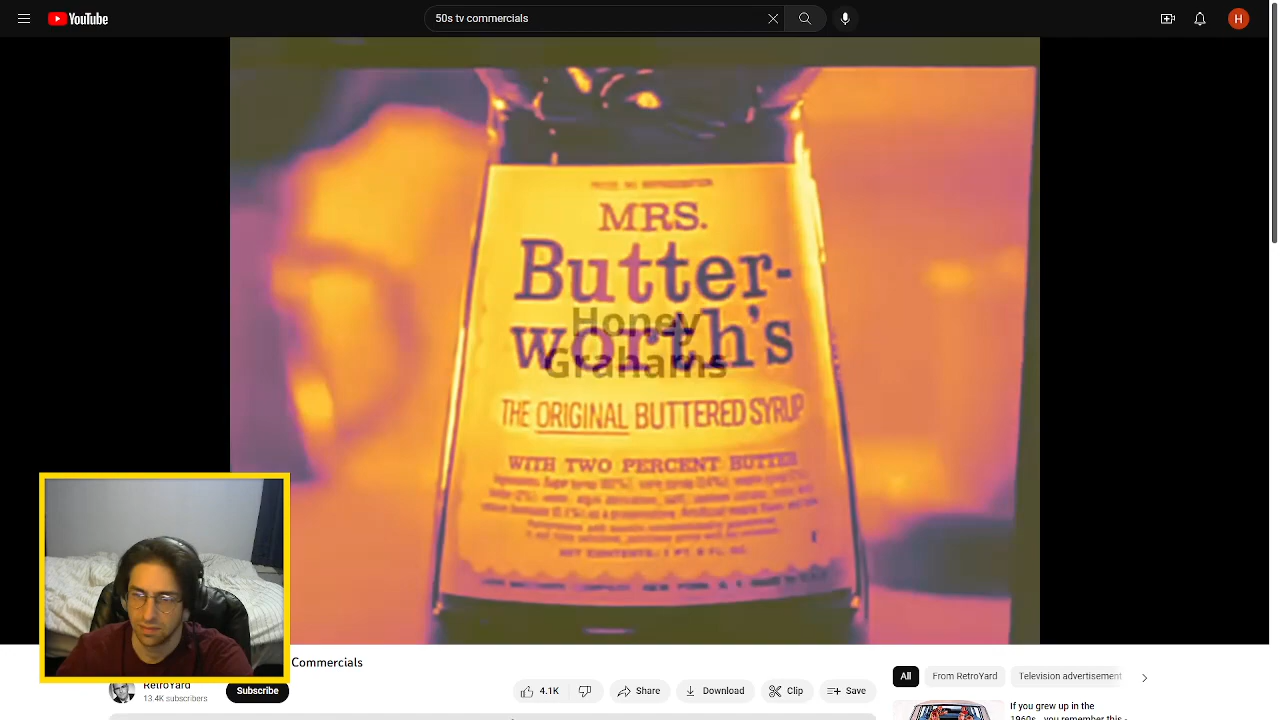 YouTube
50s tv commercials
H
MRS.
Butter-
worth's
Honey
Grahams
THE ORIGINAL BUTTERED SYRUP
WITH TWO PERCENT BUTTER
Commercials
RetroYard
13.4K subscribers
Subscribe
4.1K
Share
Download
Clip
Save
All
From RetroYard
Television advertisement
If you grew up in the
1960s, you remember this -